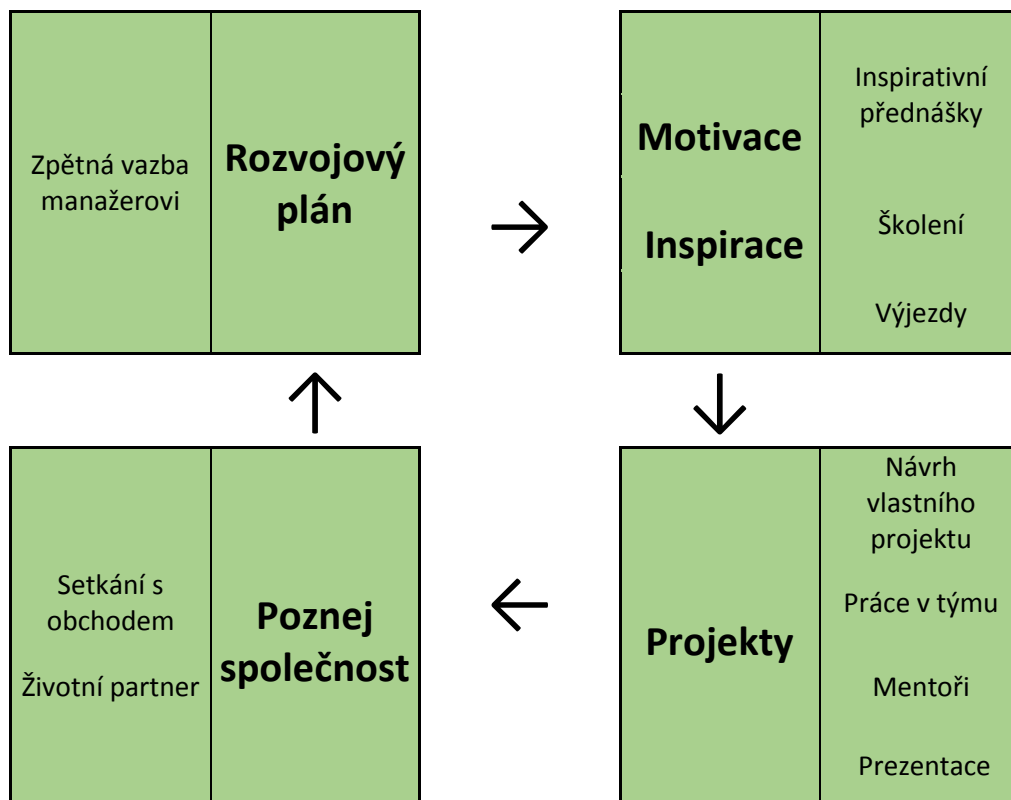 Zpětná vazba
manažerovi
Rozvojový
plán
Motivace
Inspirace
Inspirativní
přednášky
Školení
Výjezdy
Setkání s
obchodem
Životní partner
Poznej
společnost
Projekty
Návrh
vlastního
projektu
Práce v týmu
Mentoři
Prezentace